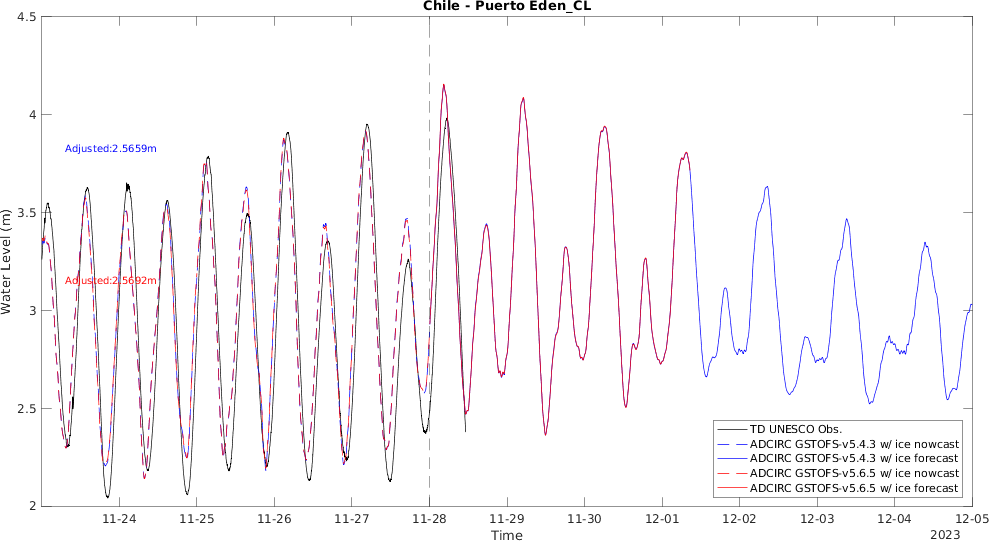 Chile - Puerto Eden_CL
4.5
4
3.5
3
2.5
2
Water Level (m)
Adjusted:2.5659m
Adjusted:2.5692m
TD UNESCO Obs.
ADCIRC GSTOFS-v5.4.3 w/ ice nowcast
ADCIRC GSTOFS-v5.4.3 w/ ice forecast
ADCIRC GSTOFS-v5.6.5 w/ ice nowcast
ADCIRC GSTOFS-v5.6.5 w/ ice forecast
11-24 11-25 11-26 11-27 11-28 11-29 11-30 12-01 12-02 12-03 12-04 12-05
Time
2023